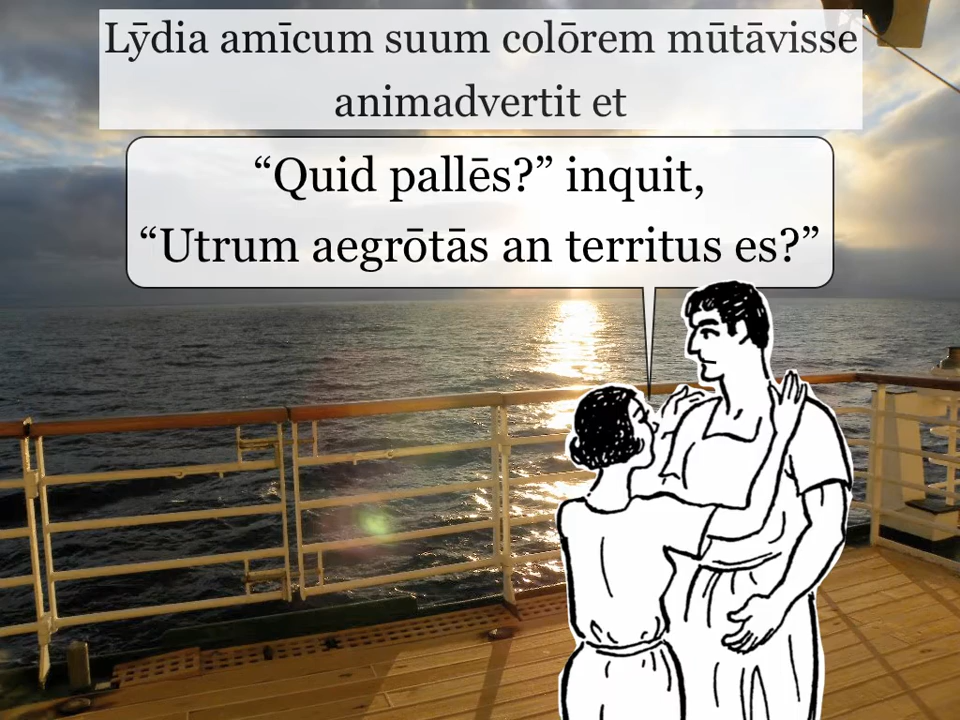 Lȳdia amīcum suum colōrem mūtāvisse
animadvertit et
“Quid pallēs?” inquit,
“Utrum aegrōtās an territus es?”